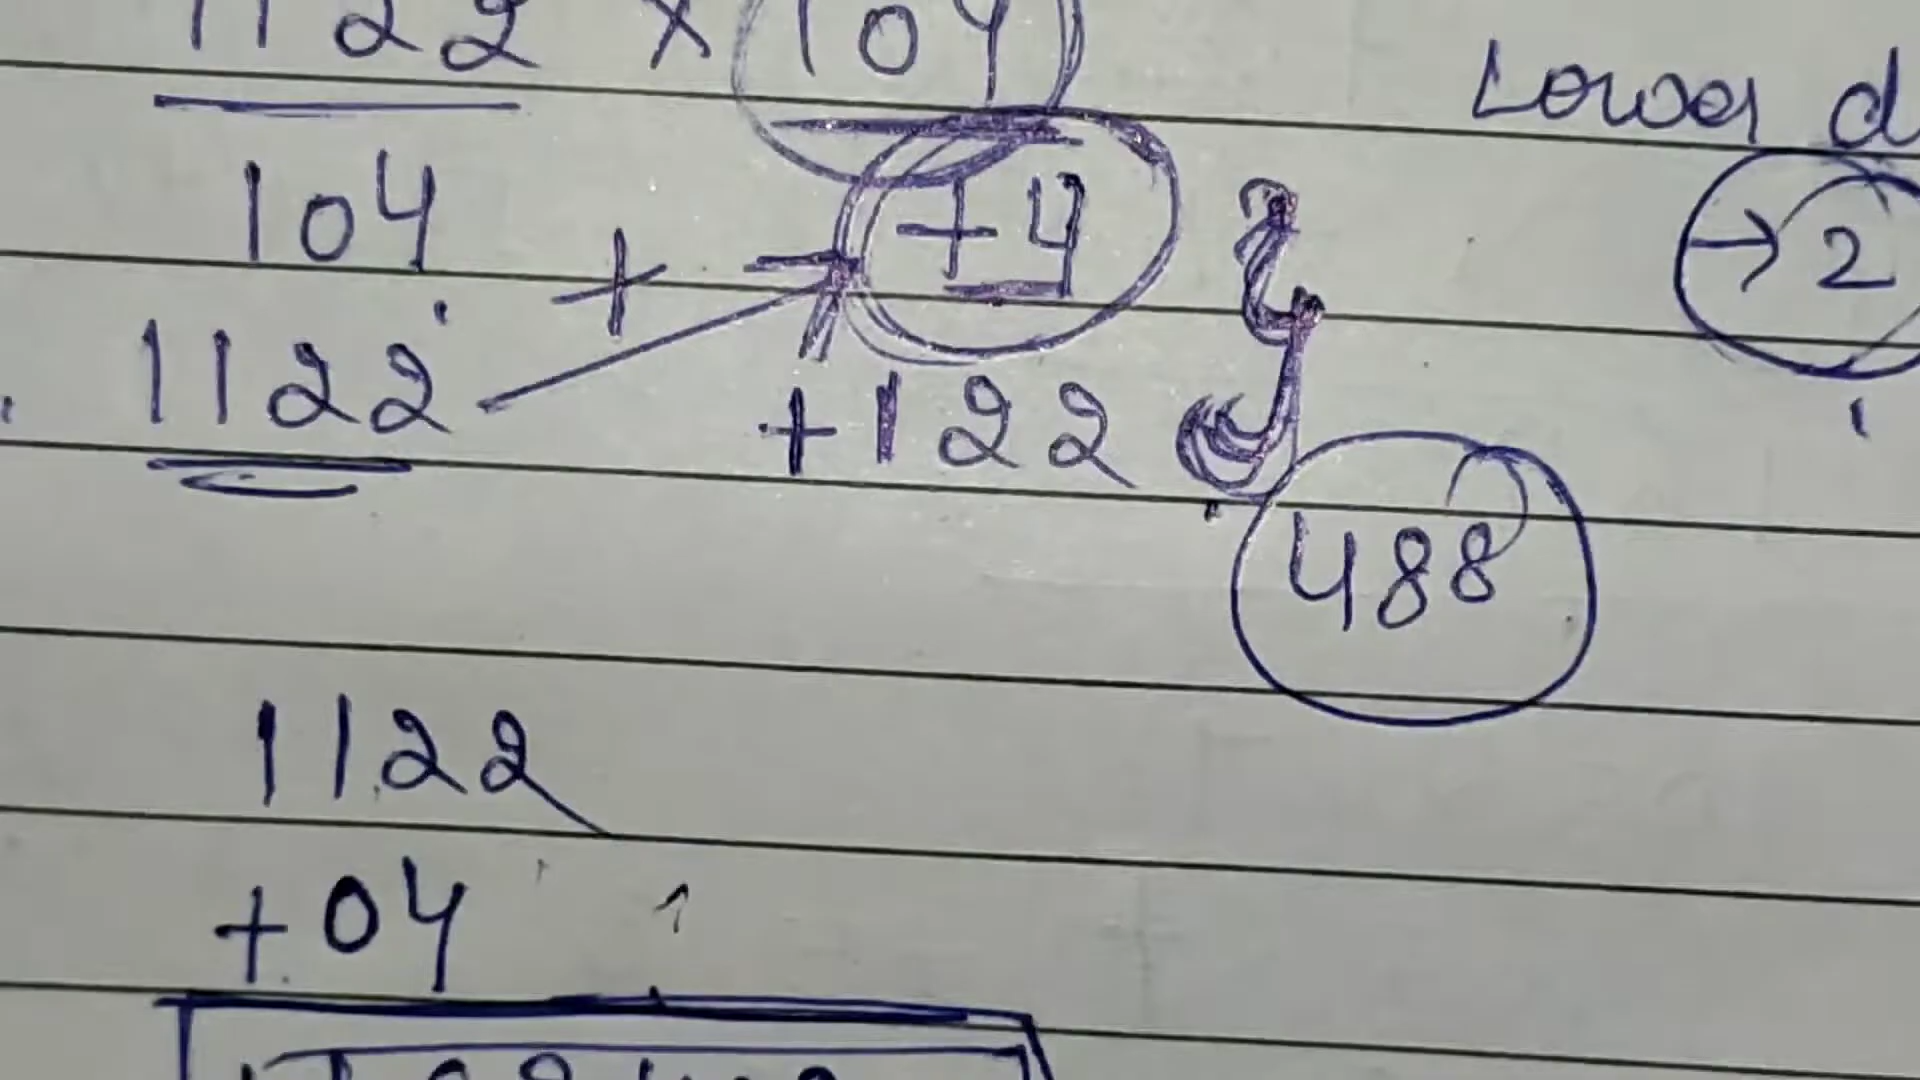 1122 × 104
Lower d
104 + +4 → 2
1122 +122
488
1122
+04